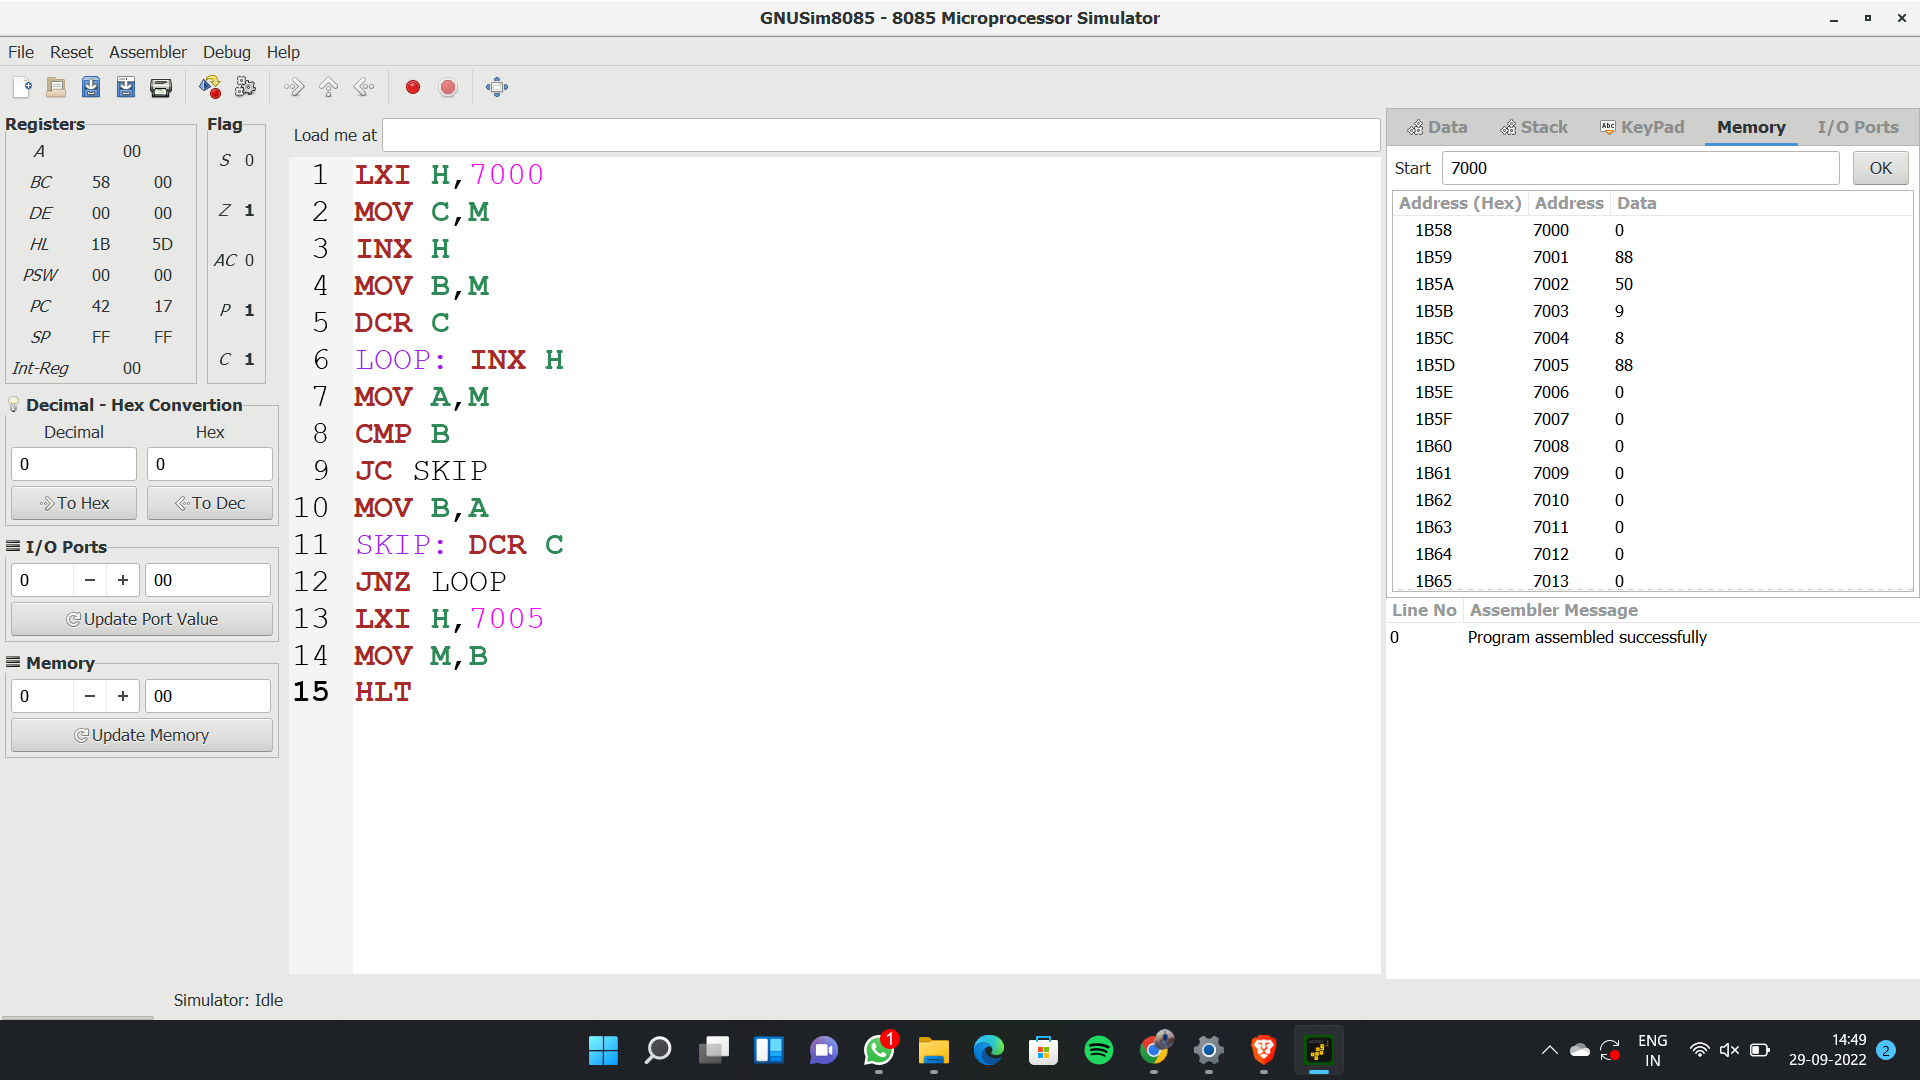 GNUSim8085 - 8085 Microprocessor Simulator
File Reset Assembler Debug Help
Registers
A 00
BC 58 00
DE 00 00
HL 1B 5D
PSW 00 00
PC 42 17
SP FF FF
Int-Reg 00
Flag
S 0
Z 1
AC 0
P 1
C 1
Decimal - Hex Convertion
Decimal Hex
0 0
To Hex To Dec
I/O Ports
0 − + 00
Update Port Value
Memory
0 − + 00
Update Memory
Load me at
1 LXI H,7000
2 MOV C,M
3 INX H
4 MOV B,M
5 DCR C
6 LOOP: INX H
7 MOV A,M
8 CMP B
9 JC SKIP
10 MOV B,A
11 SKIP: DCR C
12 JNZ LOOP
13 LXI H,7005
14 MOV M,B
15 HLT
Data Stack Abc KeyPad Memory I/O Ports
Start 7000 OK
Address (Hex) Address Data
1B58 7000 0
1B59 7001 88
1B5A 7002 50
1B5B 7003 9
1B5C 7004 8
1B5D 7005 88
1B5E 7006 0
1B5F 7007 0
1B60 7008 0
1B61 7009 0
1B62 7010 0
1B63 7011 0
1B64 7012 0
1B65 7013 0
Line No Assembler Message
0 Program assembled successfully
Simulator: Idle
1
ENG
IN
14:49
29-09-2022
2